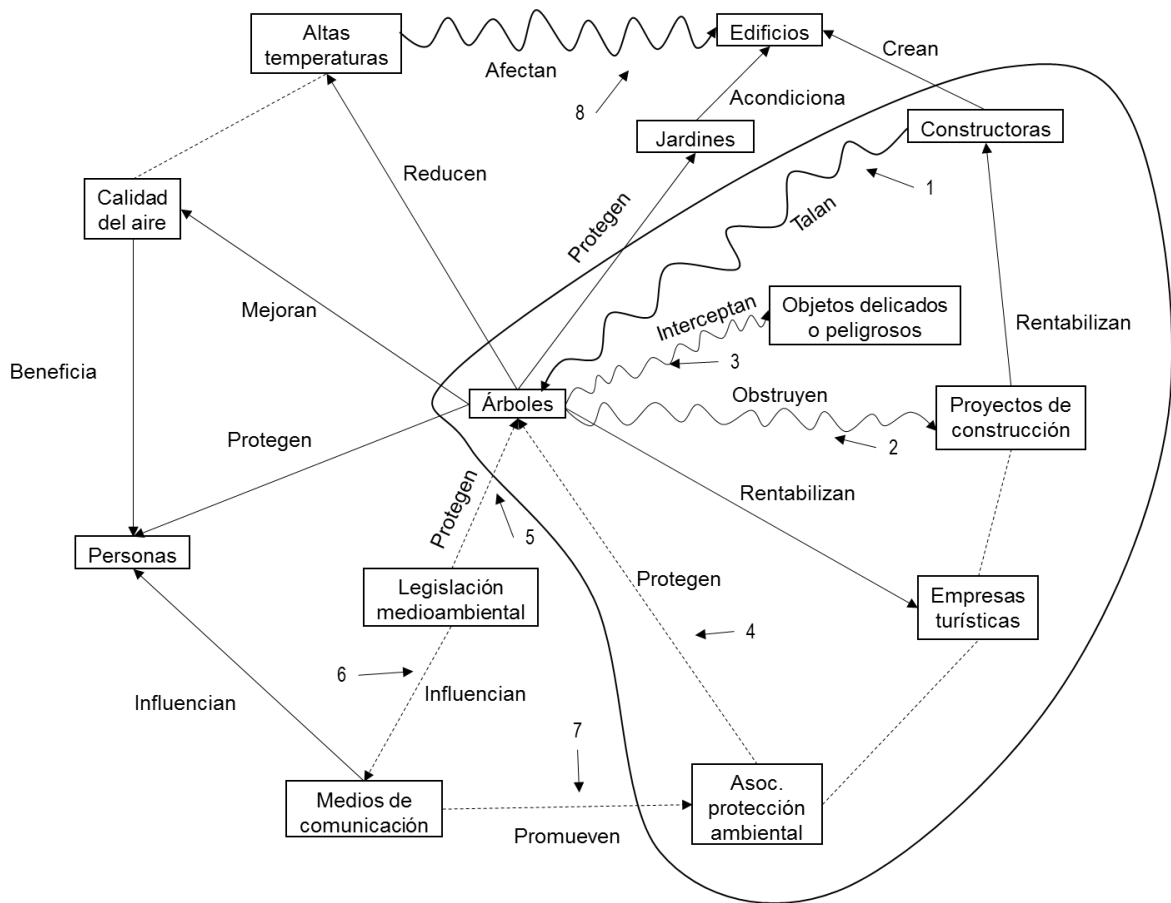 Altas
temperaturas
Afectan
8
Edificios
Crean
Acondiciona
Jardines
Constructoras
1
Reducen
Calidad
del aire
Protegen
Talan
Mejoran
Interceptan
Objetos delicados
o peligrosos
3
Rentabilizan
Beneficia
Árboles
Obstruyen
2
Proyectos de
construcción
Protegen
Protegen
5
Rentabilizan
Personas
Legislación
medioambiental
Protegen
4
Empresas
turísticas
6
Influencian
Influencian
7
Medios de
comunicación
Promueven
Asoc.
protección
ambiental